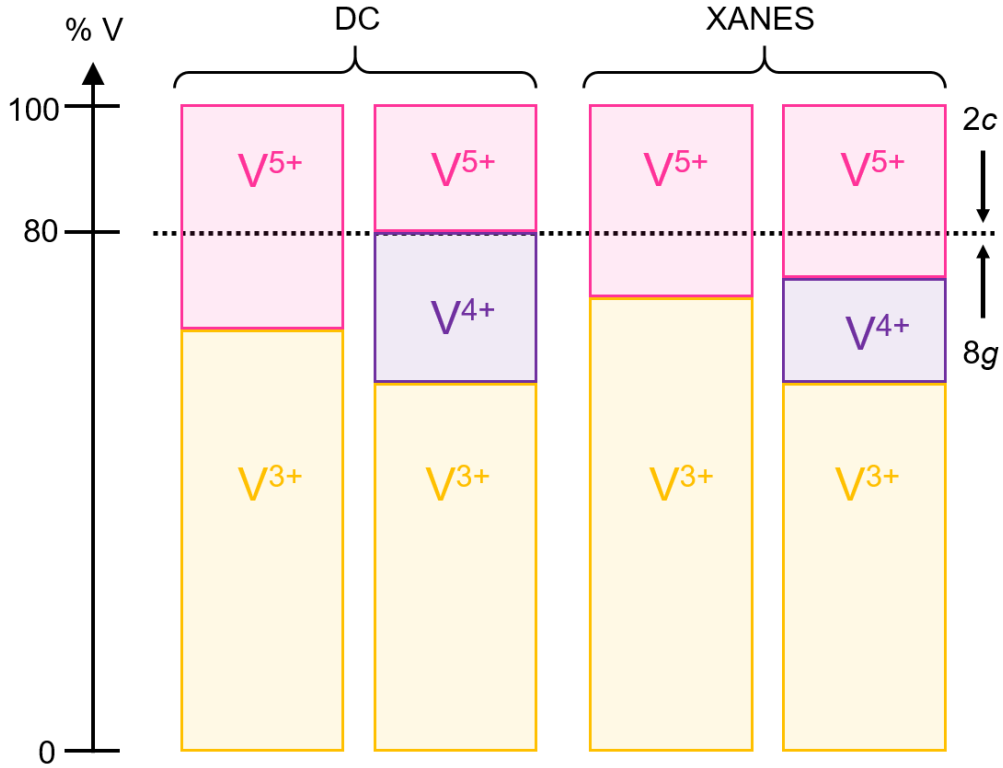 DC XANES
% V
100
2c
V⁵⁺ V⁵⁺ V⁵⁺ V⁵⁺
80
V⁴⁺ V⁴⁺
8g
V³⁺ V³⁺ V³⁺ V³⁺
0